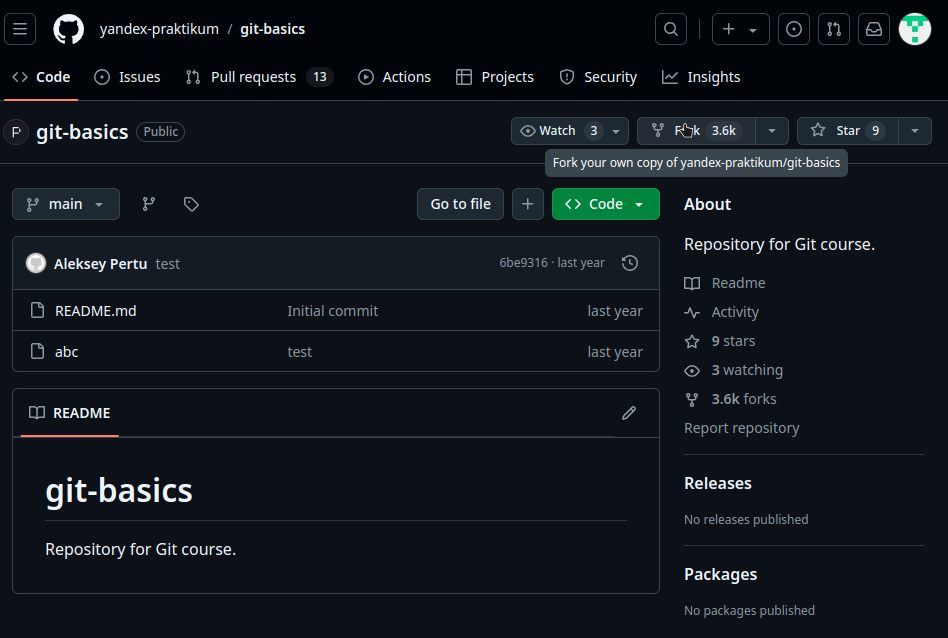 yandex-praktikum / git-basics
Code Issues Pull requests 13 Actions Projects Security Insights
P git-basics Public Watch 3 3.6k Star 9
Fork your own copy of yandex-praktikum/git-basics
main Go to file Code
Aleksey Pertu test 6be9316 · last year
README.md Initial commit last year
abc test last year
README
git-basics
Repository for Git course.
About
Repository for Git course.
Readme
Activity
9 stars
3 watching
3.6k forks
Report repository
Releases
No releases published
Packages
No packages published